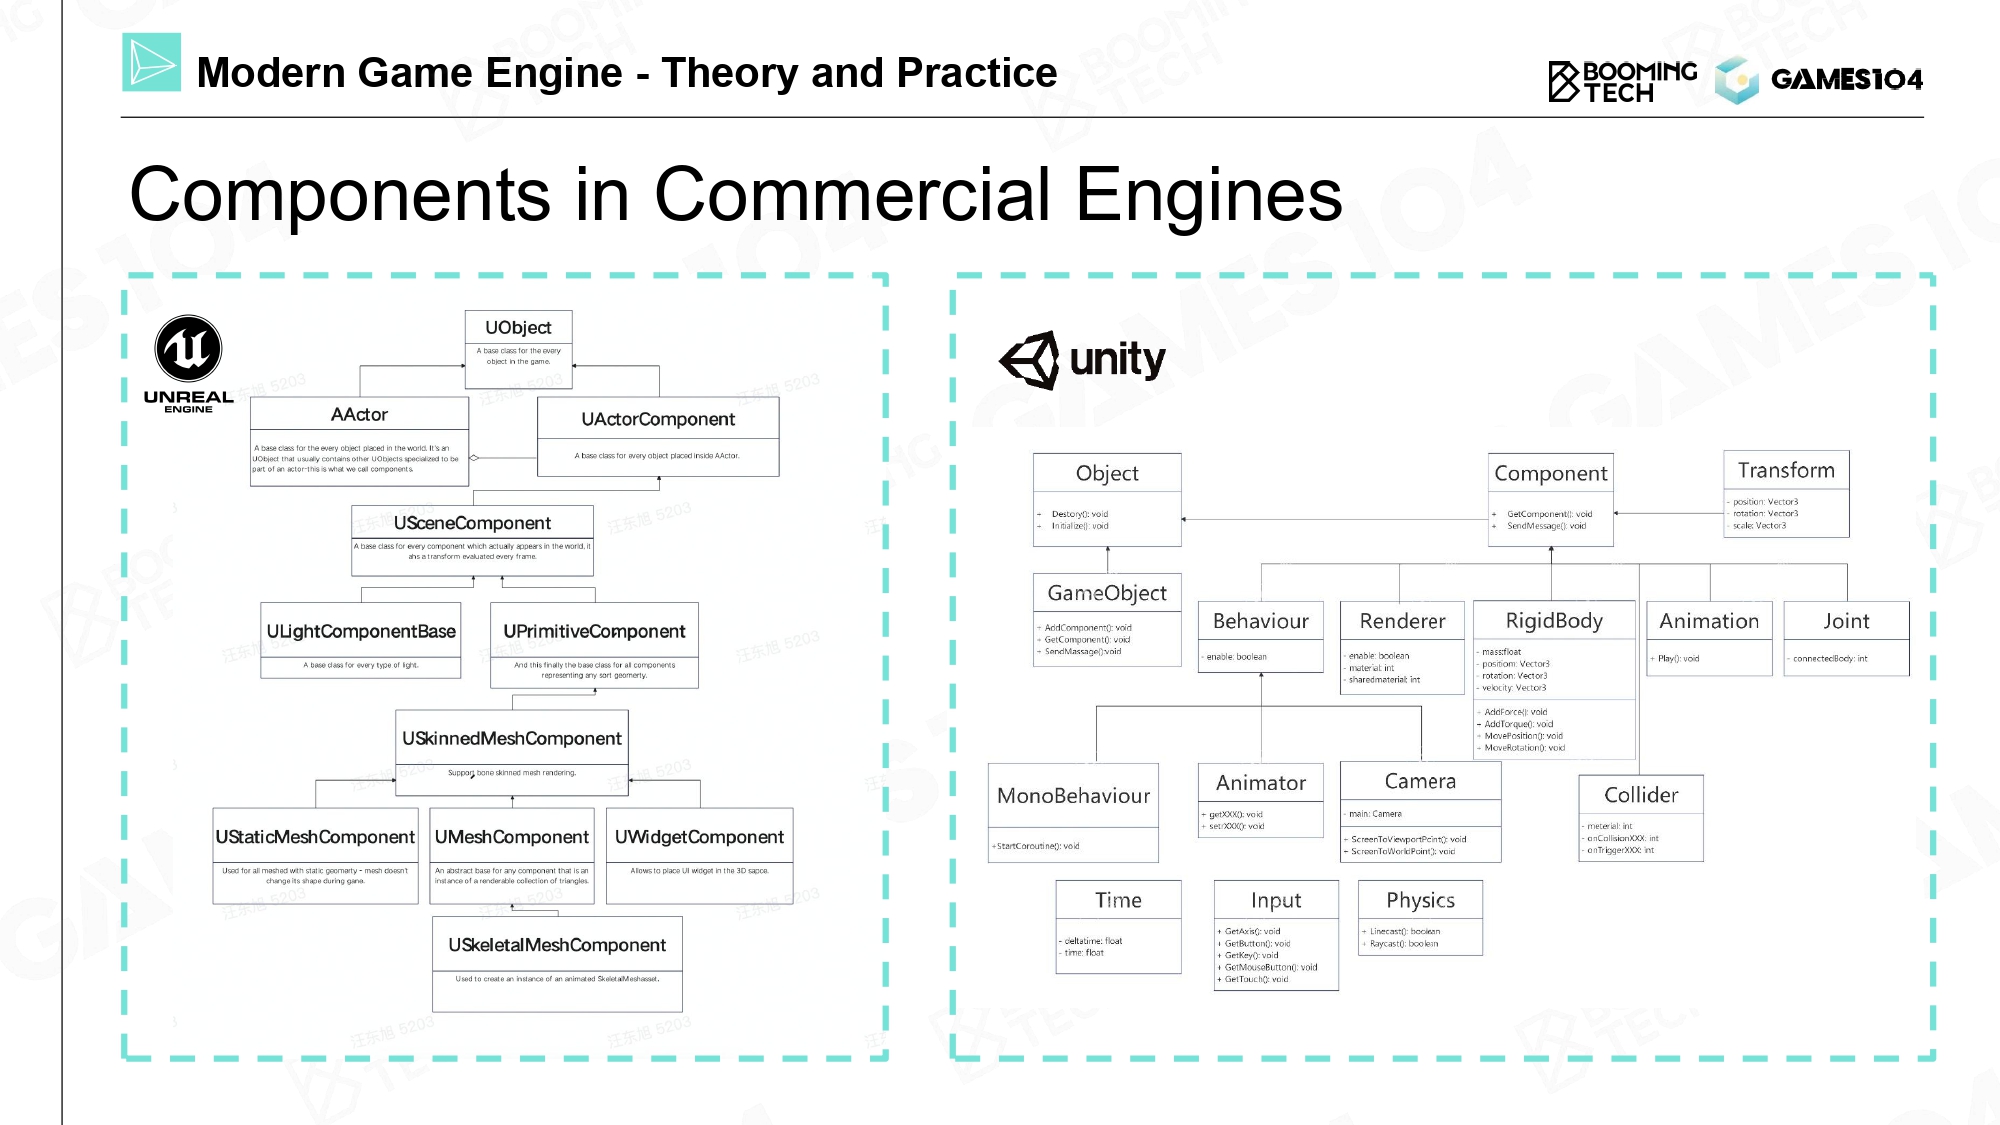 Modern Game Engine - Theory and Practice
BOOMING
TECH
GAMES104
Components in Commercial Engines
UNREAL
ENGINE
UObject
A base class for the every
object in the game.
AActor
A base class for the every object placed in the world. It's an
UObject that usually contains other UObjects specialized to be
part of an actor-this is what we call components.
UActorComponent
A base class for every object placed inside AActor.
USceneComponent
A base class for every component which actually appears in the world, it
ahs a transform evaluated every frame.
ULightComponentBase
A base class for every type of light.
UPrimitiveComponent
And this finally the base class for all components
representing any sort geometry.
USkinnedMeshComponent
Support bone skinned mesh rendering.
UStaticMeshComponent
Used for all meshed with static geometry - mesh doesn't
change its shape during game.
UMeshComponent
An abstract base for any component that is an
instance of a renderable collection of triangles.
UWidgetComponent
Allows to place UI widget in the 3D sapce.
USkeletalMeshComponent
Used to create an instance of an animated SkeletalMeshasset.
汪东旭 5203
unity
Object
+ Destory(): void
+ Initialize(): void
Component
+ GetComponent(): void
+ SendMessage(): void
Transform
- position: Vector3
- rotation: Vector3
- scale: Vector3
GameObject
+ AddComponent(): void
+ GetComponent(): void
+ SendMassage():void
Behaviour
- enable: boolean
Renderer
- enable: boolean
- material: int
- sharedmaterial: int
RigidBody
- mass:float
- positiom: Vector3
- rotation: Vector3
- velocity: Vector3
+ AddForce(): void
+ AddTorque(): void
+ MovePosition(): void
+ MoveRotation(): void
Animation
+ Play(): void
Joint
- connectedBody: int
MonoBehaviour
+StartCoroutine(): void
Animator
+ getXXX(): void
+ setrXXX(): void
Camera
- main: Camera
+ ScreenToViewportPcint(): void
+ ScreenToWorldPoint(): void
Collider
- meterial: int
- onCollisionXXX: int
- onTriggerXXX: int
Time
- deltatime: float
- time: float
Input
+ GetAxis(): void
+ GetButton(): void
+ GetKey(): void
+ GetMouseButton(): void
+ GetTouch(): void
Physics
+ Linecast(): boolean
+ Raycast(): boolean